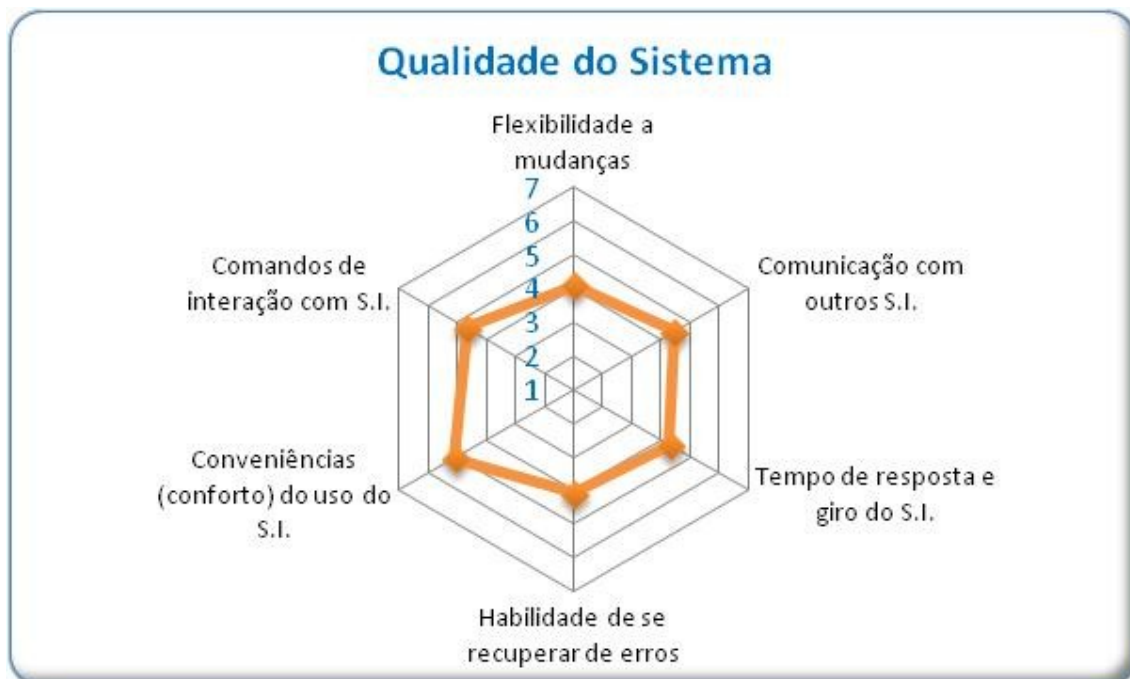 Qualidade do Sistema
Flexibilidade a
mudanças
7
6
5
4
3
2
1
Comunicação com
outros S.I.
Tempo de resposta e
giro do S.I.
Habilidade de se
recuperar de erros
Conveniências
(conforto) do uso do
S.I.
Comandos de
interação com S.I.